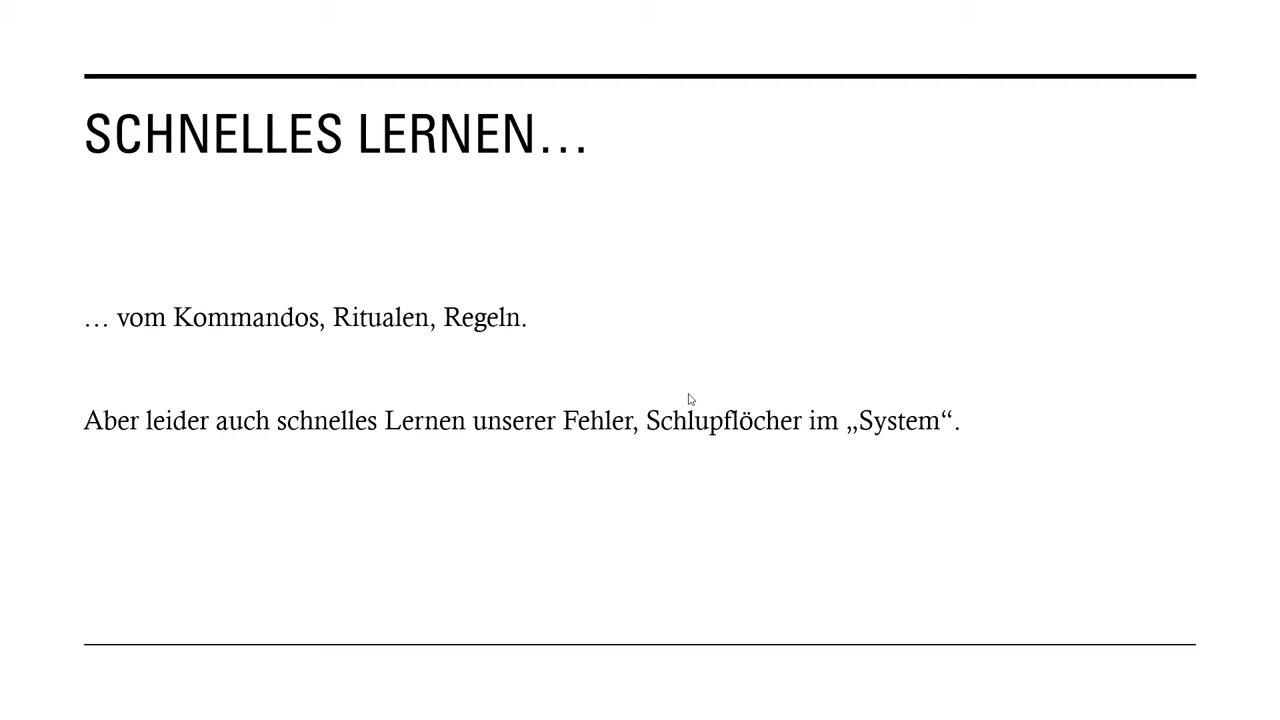 SCHNELLES LERNEN…
… vom Kommandos, Ritualen, Regeln.
Aber leider auch schnelles Lernen unserer Fehler, Schlupflöcher im „System“.